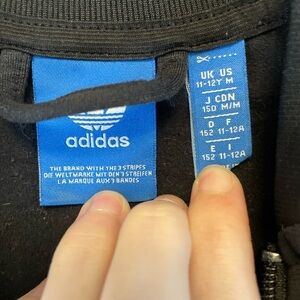 adidas
THE BRAND WITH THE 3 STRIPES
DIE WELTMARKE MIT DEN 3 STREIFEN
LA MARQUE AUX 3 BANDES
UK US
11-12Y M
J CDN
150 M/M
D F
152 11-12A
E I
152 11-12A